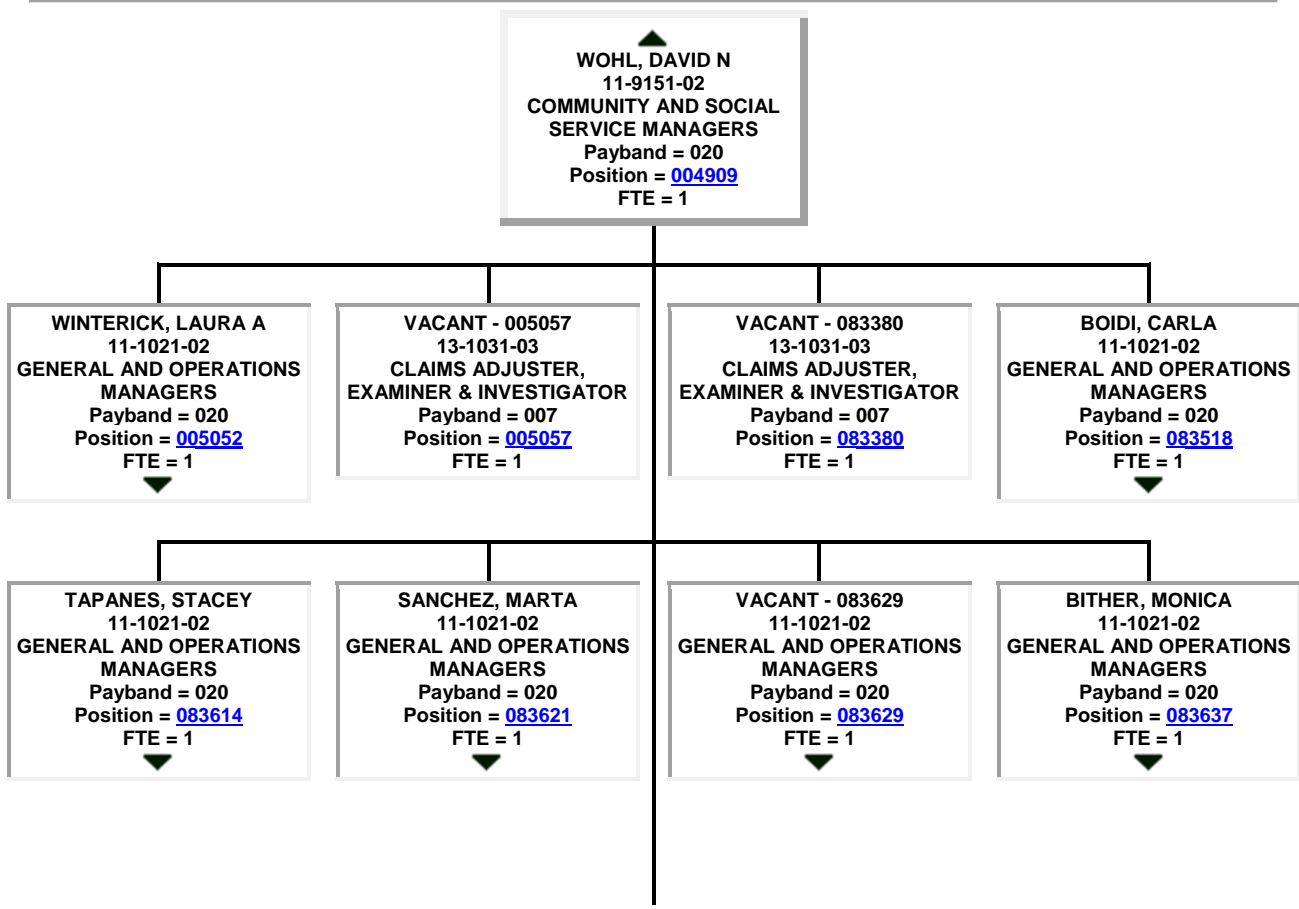 WOHL, DAVID N
11-9151-02
COMMUNITY AND SOCIAL
SERVICE MANAGERS
Payband = 020
Position = 004909
FTE = 1
WINTERICK, LAURA A
11-1021-02
GENERAL AND OPERATIONS
MANAGERS
Payband = 020
Position = 005052
FTE = 1
VACANT - 005057
13-1031-03
CLAIMS ADJUSTER,
EXAMINER & INVESTIGATOR
Payband = 007
Position = 005057
FTE = 1
VACANT - 083380
13-1031-03
CLAIMS ADJUSTER,
EXAMINER & INVESTIGATOR
Payband = 007
Position = 083380
FTE = 1
BOIDI, CARLA
11-1021-02
GENERAL AND OPERATIONS
MANAGERS
Payband = 020
Position = 083518
FTE = 1
TAPANES, STACEY
11-1021-02
GENERAL AND OPERATIONS
MANAGERS
Payband = 020
Position = 083614
FTE = 1
SANCHEZ, MARTA
11-1021-02
GENERAL AND OPERATIONS
MANAGERS
Payband = 020
Position = 083621
FTE = 1
VACANT - 083629
11-1021-02
GENERAL AND OPERATIONS
MANAGERS
Payband = 020
Position = 083629
FTE = 1
BITHER, MONICA
11-1021-02
GENERAL AND OPERATIONS
MANAGERS
Payband = 020
Position = 083637
FTE = 1